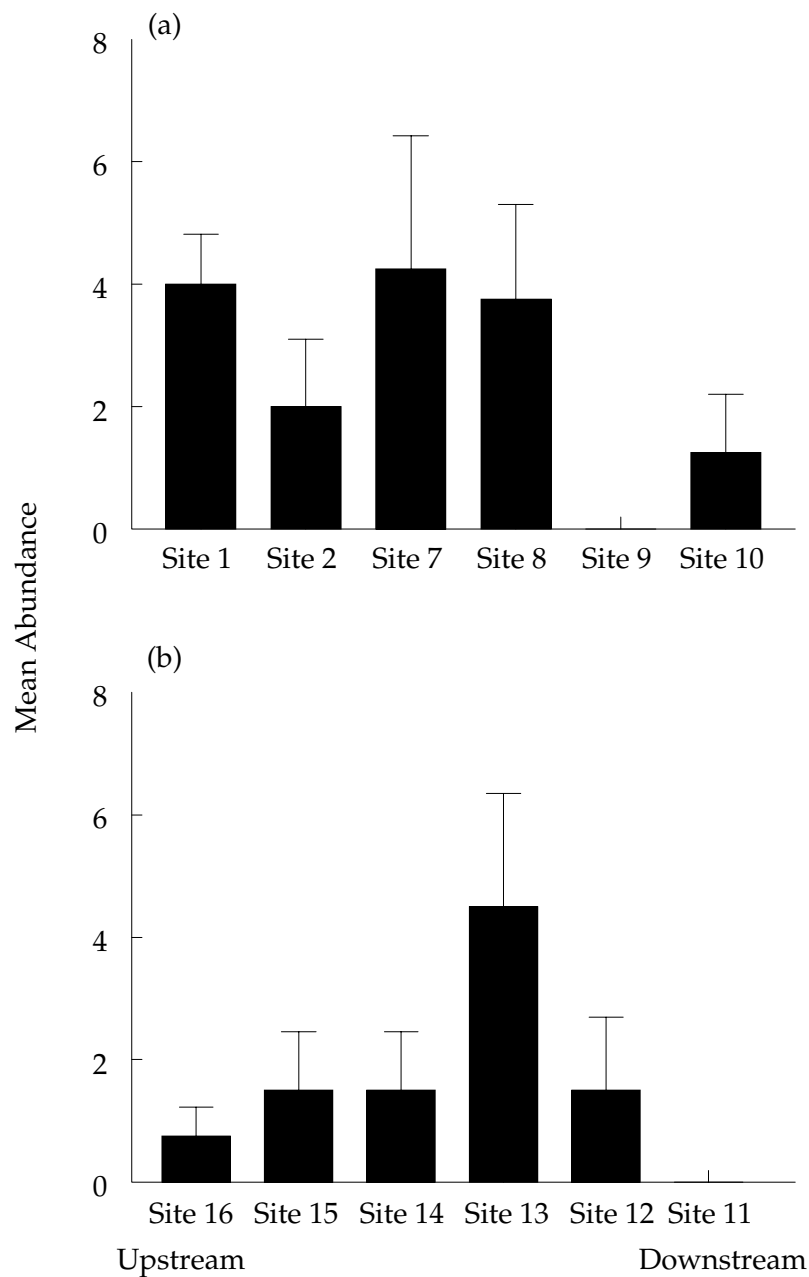 (a)
8
6
4
2
0
Site 1 Site 2 Site 7 Site 8 Site 9 Site 10
Mean Abundance
(b)
8
6
4
2
0
Site 16 Site 15 Site 14 Site 13 Site 12 Site 11
Upstream Downstream